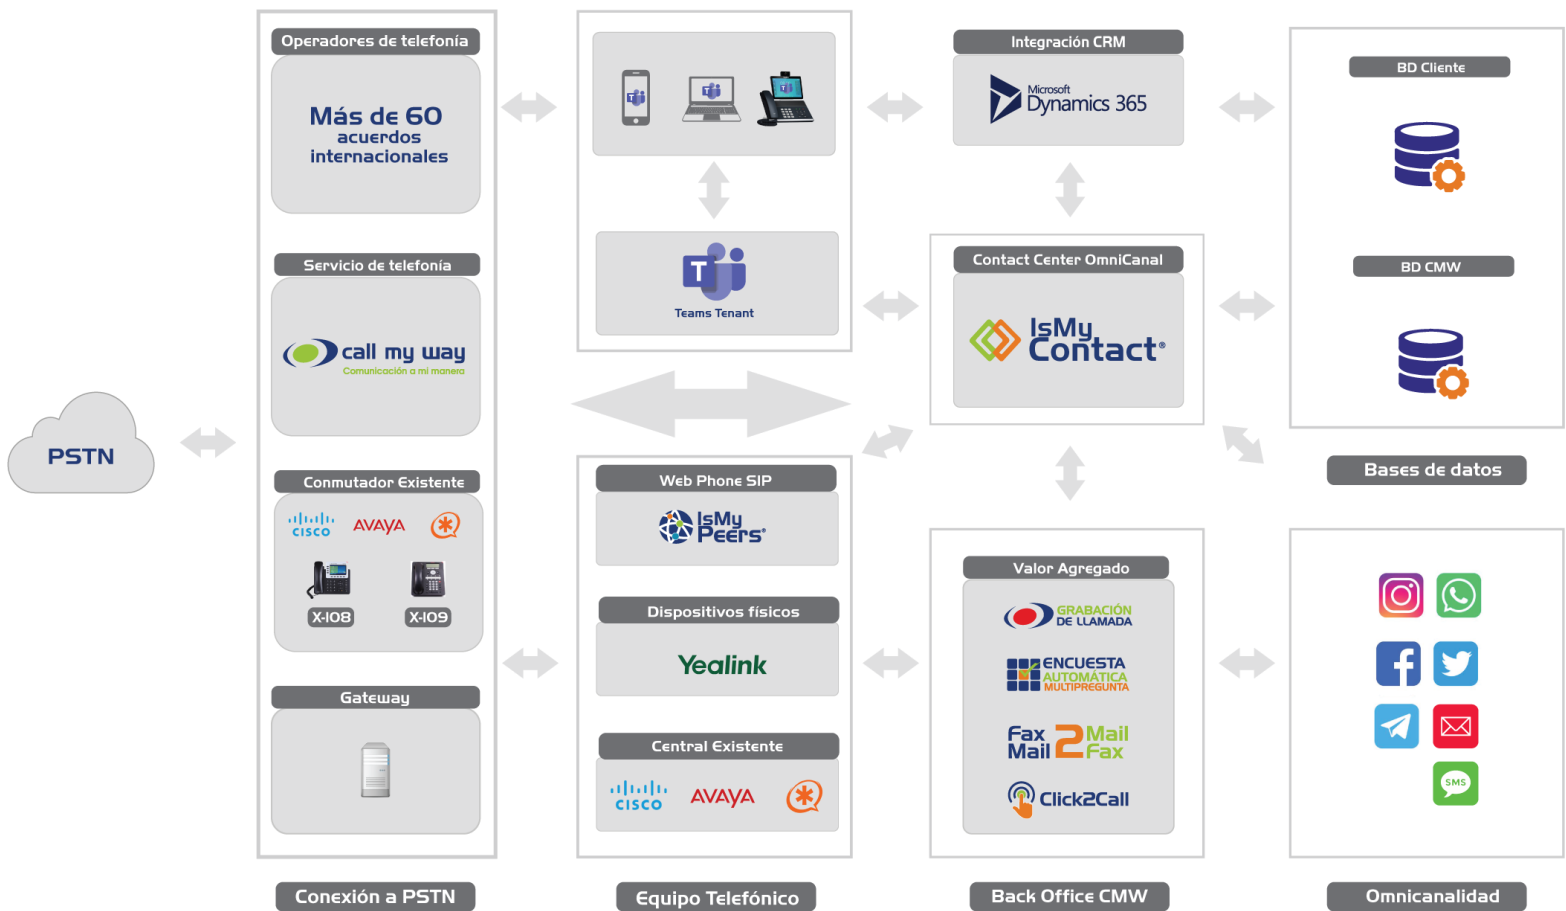 PSTN
Operadores de telefonía
Más de 60
acuerdos
internacionales
Servicio de telefonía
call my way
Comunicación a mi manera
Conmutador Existente
CISCO
AVAYA
X-108
X-109
Gateway
Conexión a PSTN
Teams Tenant
Web Phone SIP
IsMy
Peers®
Dispositivos físicos
Yealink
Central Existente
CISCO
AVAYA
Equipo Telefónico
Integración CRM
Microsoft
Dynamics 365
Contact Center OmniCanal
IsMy
Contact®
Valor Agregado
GRABACIÓN
DE LLAMADA
ENCUESTA
AUTOMÁTICA
MULTIPREGUNTA
Fax 2 Mail
Mail Fax
Click2Call
Back Office CMW
BD Cliente
BD CMW
Bases de datos
SMS
Omnicanalidad